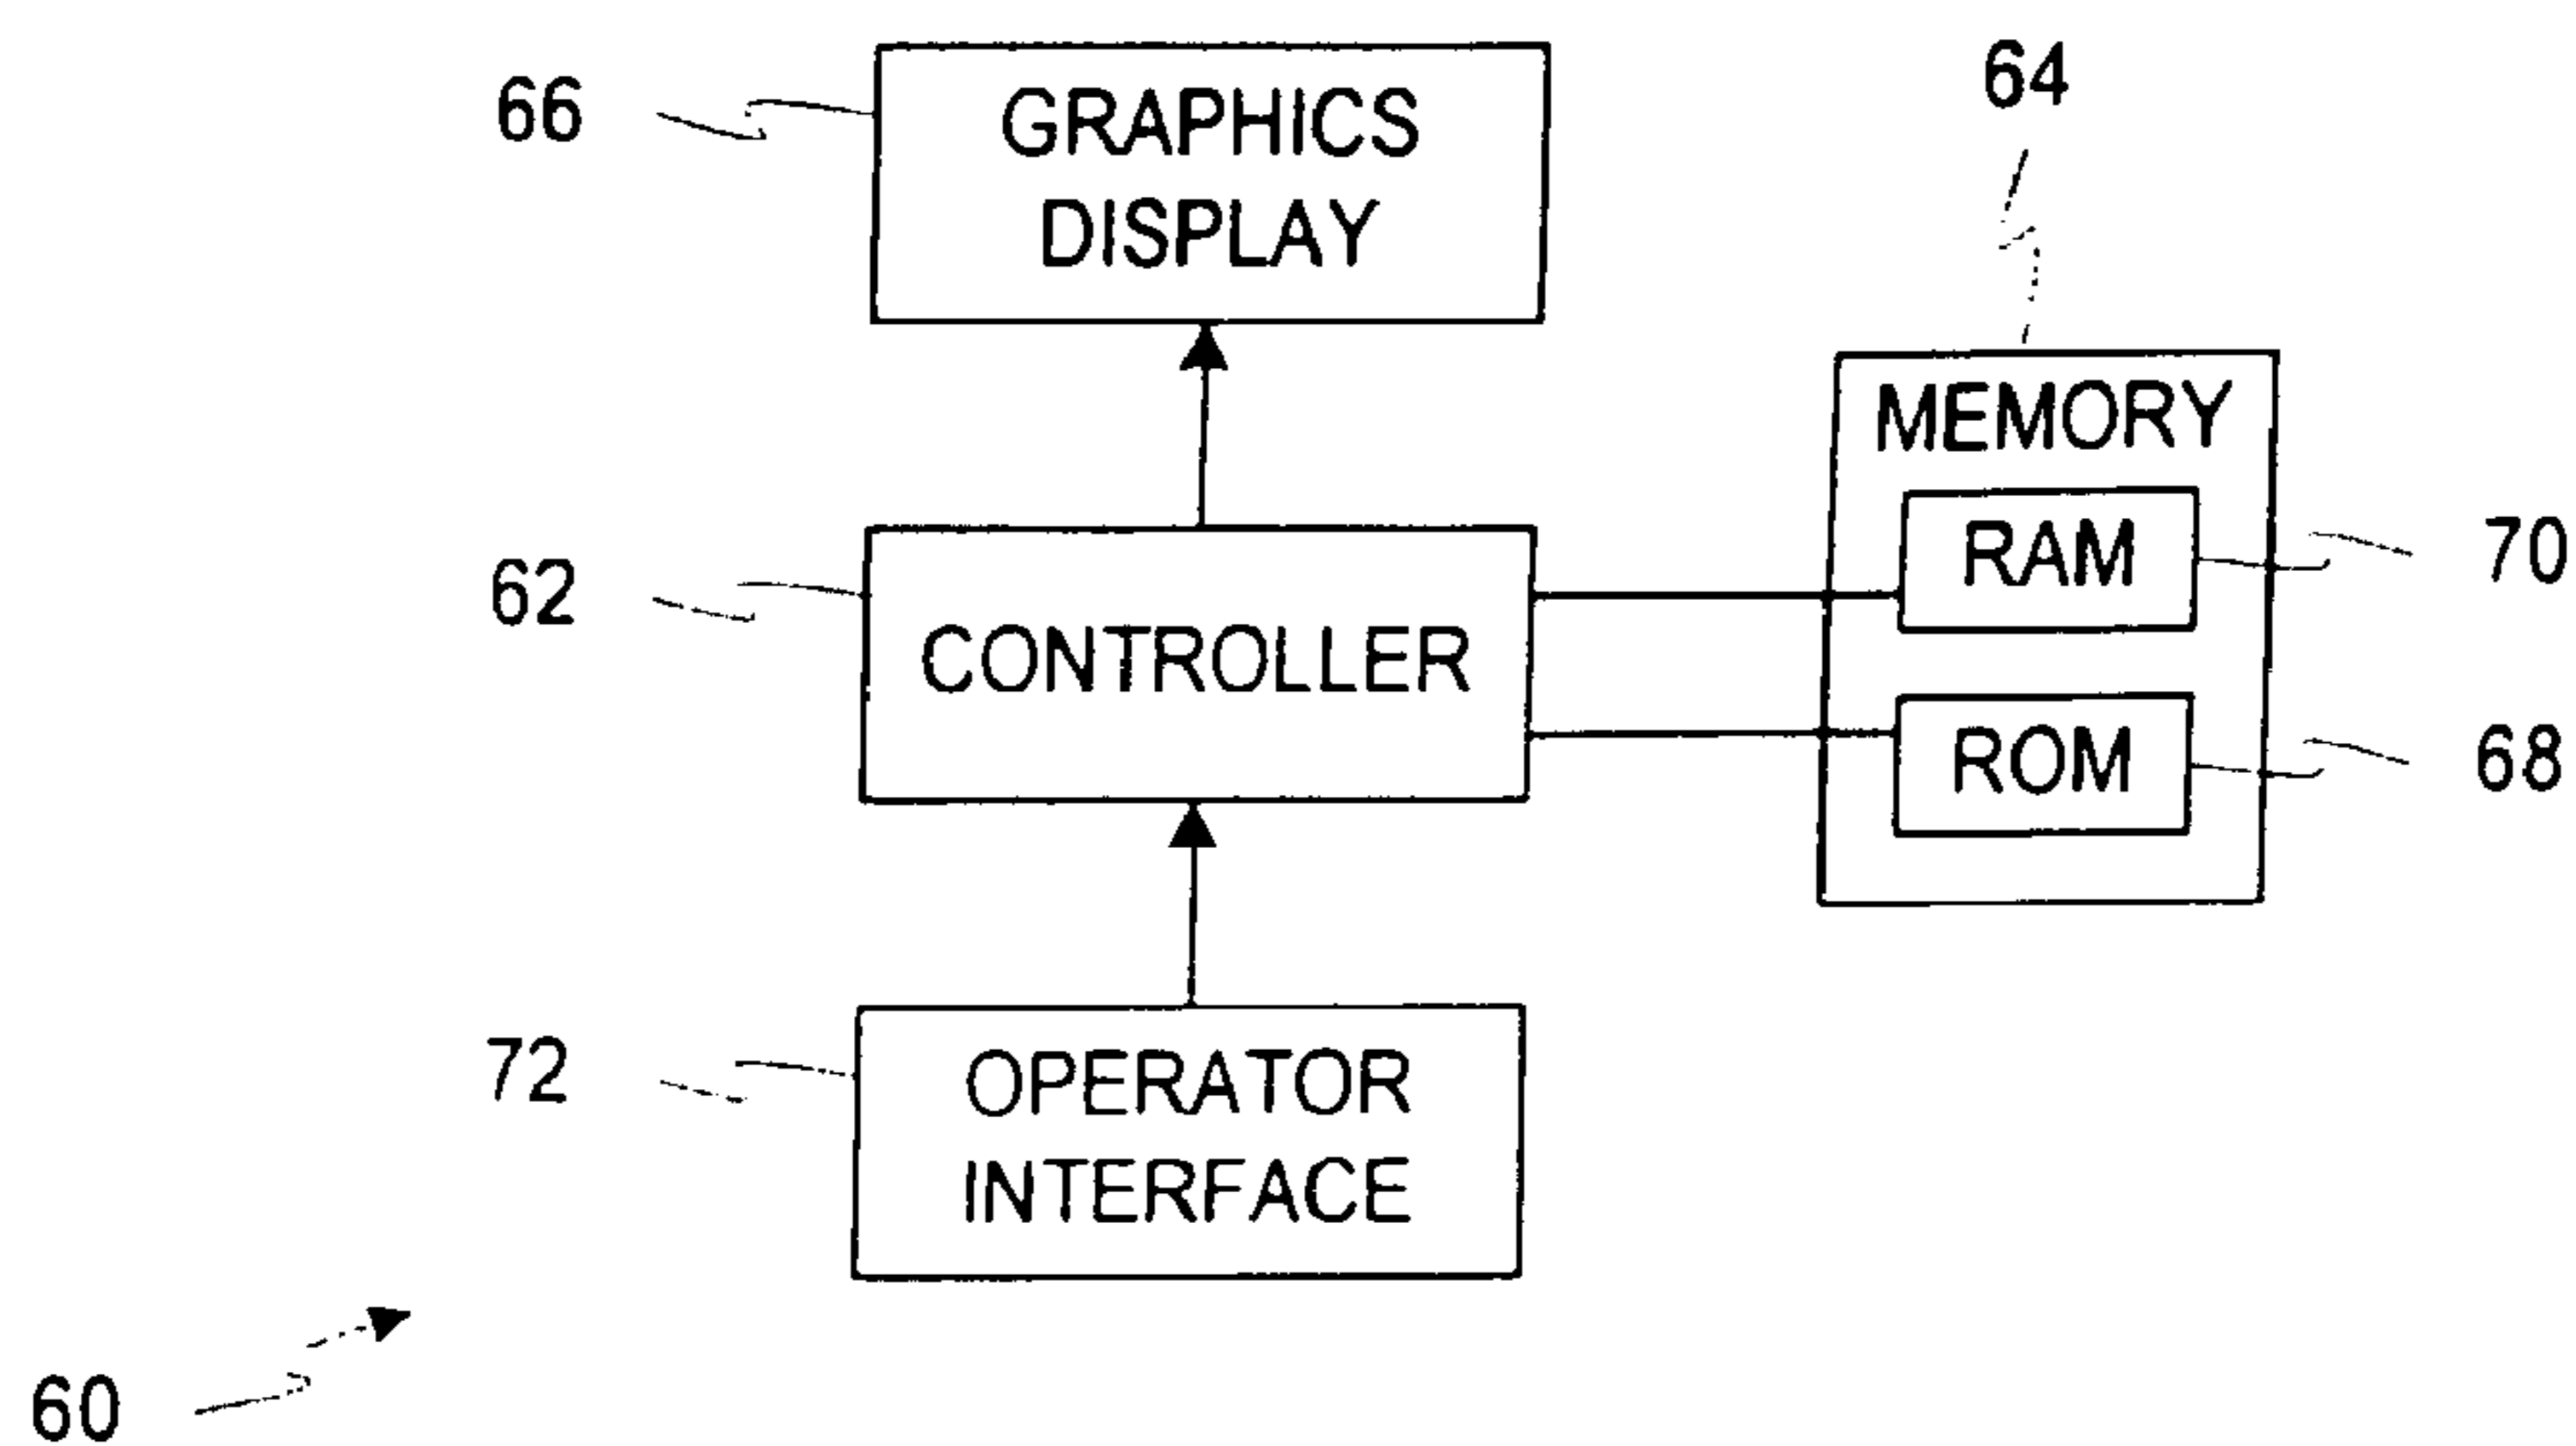 66
GRAPHICS
DISPLAY
64
MEMORY
RAM
70
62
CONTROLLER
ROM
68
72
OPERATOR
INTERFACE
60